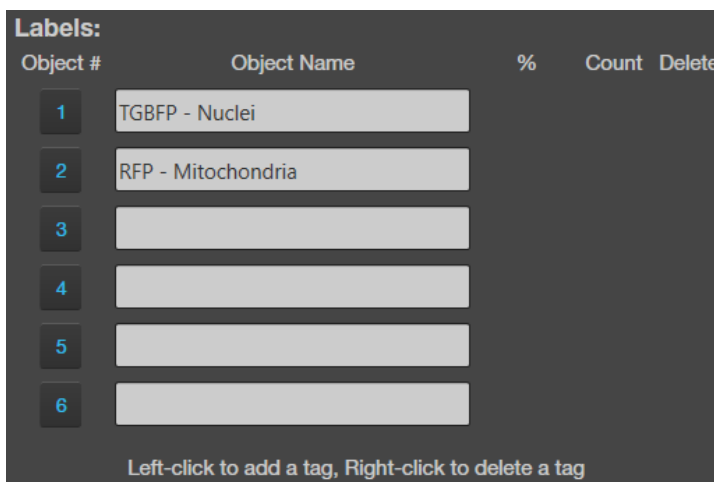 Labels:
Object # Object Name % Count Delete
1 TGBFP - Nuclei
2 RFP - Mitochondria
3
4
5
6
Left-click to add a tag, Right-click to delete a tag